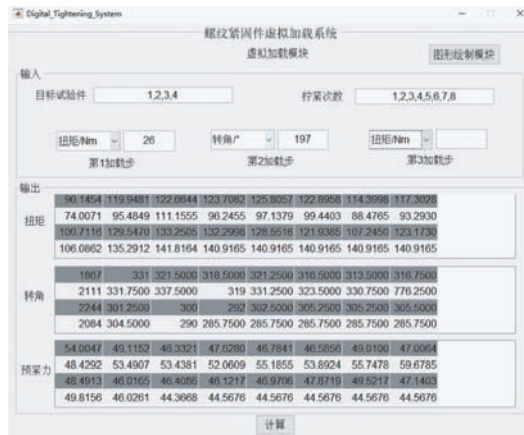 Digital_Tightening_System
螺纹紧固件虚拟加载系统
虚拟加载模块
图形绘制模块
输入
目标试验件 1,2,3,4 拧紧次数 1,2,3,4,5,6,7,8
扭矩/Nm 26 转角/° 197 扭矩/Nm
第1加载步 第2加载步 第3加载步
输出
90.1454 119.9481 122.0644 123.7082 125.8057 122.8958 114.3998 117.3028
扭矩 74.0071 95.4849 111.1555 96.2455 97.1379 99.4403 88.4765 93.2930
100.7116 129.5470 133.2505 132.2998 128.5516 121.9385 107.2450 123.1730
106.0862 135.2912 141.8164 140.9165 140.9165 140.9165 140.9165 140.9165
1867 331 321.5000 318.5000 321.2500 316.5000 313.5000 316.7500
转角 2111 331.7500 337.5000 319 331.2500 323.5000 330.7500 776.2500
2244 301.2500 300 292 302.5000 305.2500 305.2500 305.5000
2084 304.5000 290 285.7500 285.7500 285.7500 285.7500 285.7500
54.0047 49.1152 46.3321 47.6280 46.7841 46.5856 49.0190 47.0064
预紧力 48.4292 53.4907 53.4381 52.0609 55.1855 53.8924 55.7478 59.6785
48.4913 46.0165 46.4086 46.1217 46.9706 47.8719 49.5217 47.1403
49.8156 46.0261 44.3668 44.5676 44.5676 44.5676 44.5676 44.5676
计算